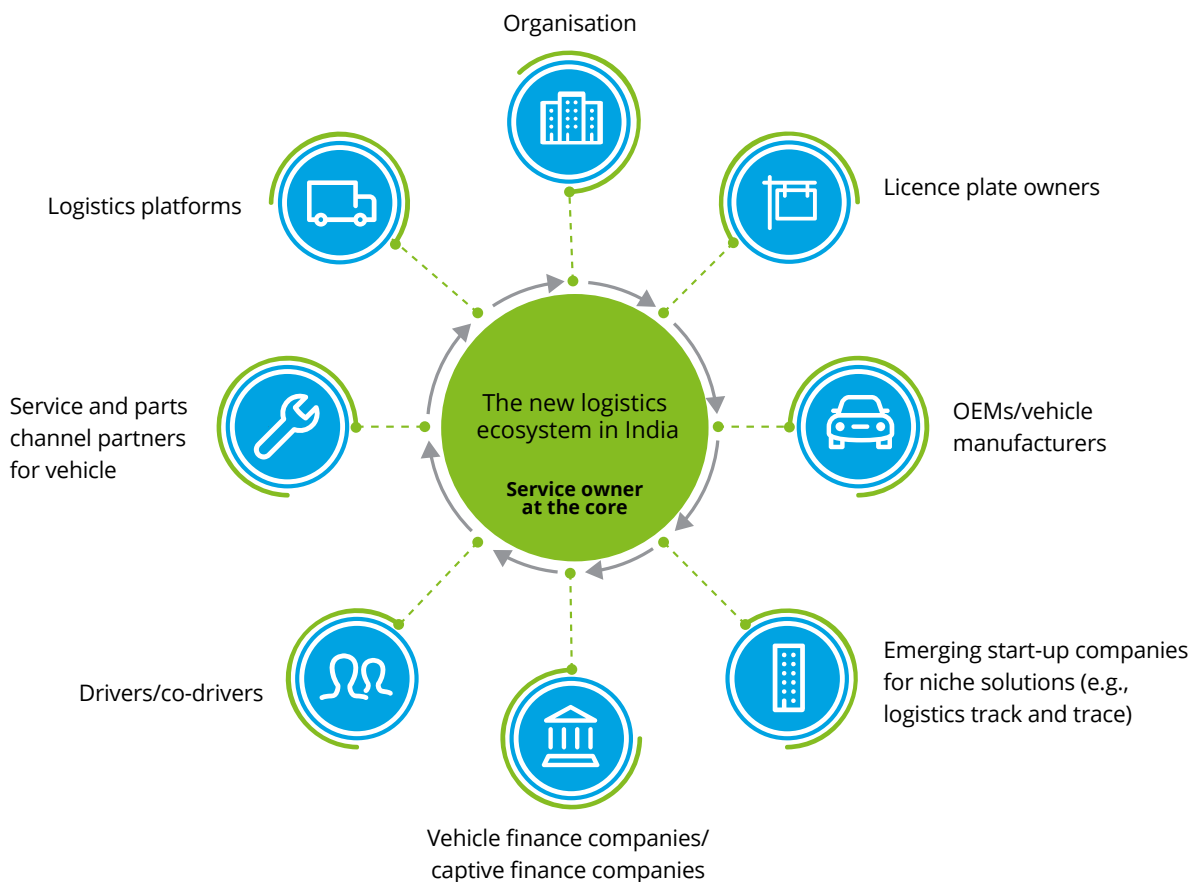 Organisation
Licence plate owners
OEMs/vehicle
manufacturers
Emerging start-up companies
for niche solutions (e.g.,
logistics track and trace)
Vehicle finance companies/
captive finance companies
Drivers/co-drivers
Service and parts
channel partners
for vehicle
Logistics platforms
The new logistics
ecosystem in India
Service owner
at the core